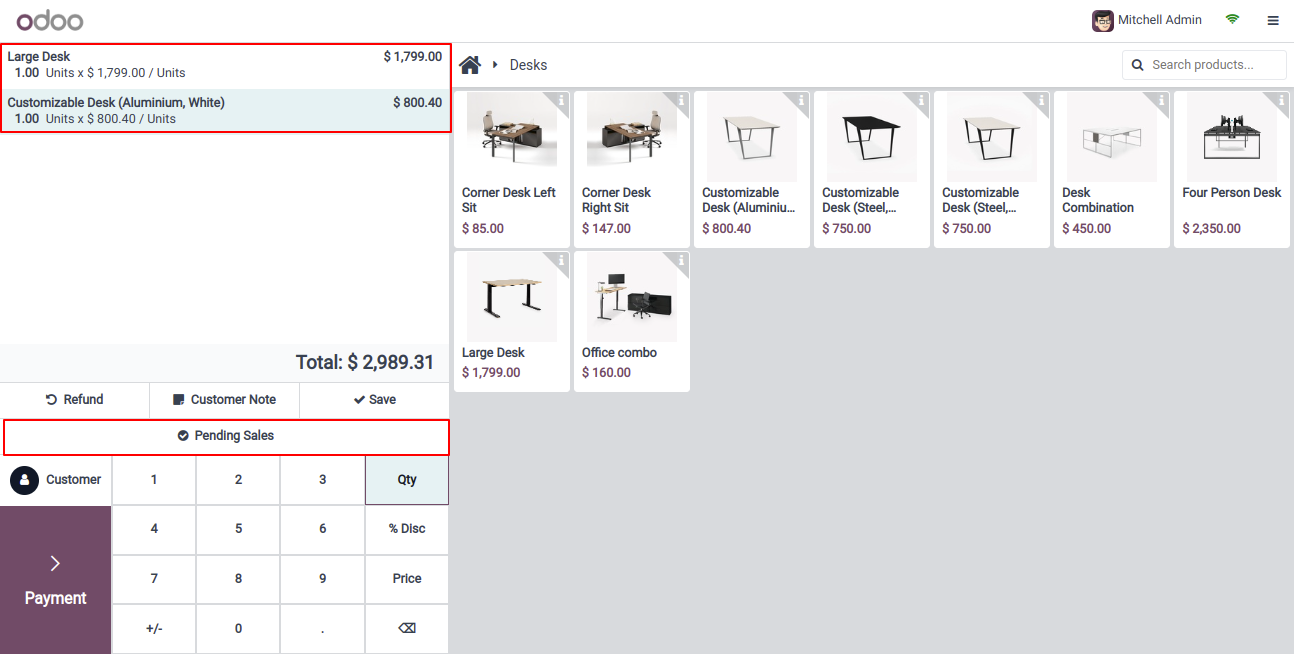 odoo
Mitchell Admin
Large Desk $ 1,799.00
1.00 Units x $ 1,799.00 / Units
Customizable Desk (Aluminium, White) $ 800.40
1.00 Units x $ 800.40 / Units
Total: $ 2,989.31
Refund Customer Note Save
Pending Sales
Customer 1 2 3 Qty
4 5 6 % Disc
7 8 9 Price
Payment
+/- 0 .
Desks
Search products...
Corner Desk Left
Sit
$ 85.00
Corner Desk
Right Sit
$ 147.00
Customizable
Desk (Aluminiu...
$ 800.40
Customizable
Desk (Steel,...
$ 750.00
Customizable
Desk (Steel,...
$ 750.00
Desk
Combination
$ 450.00
Four Person Desk
$ 2,350.00
Large Desk
$ 1,799.00
Office combo
$ 160.00